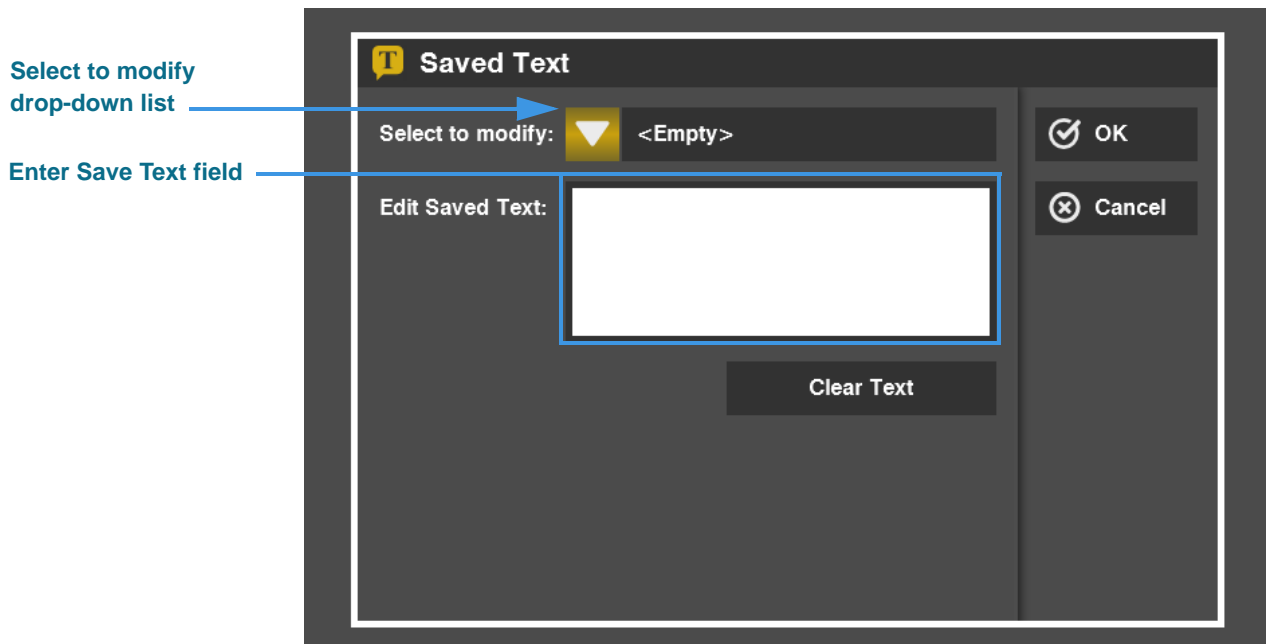 T Saved Text
Select to modify
drop-down list
Select to modify: <Empty> OK
Enter Save Text field
Edit Saved Text: Cancel
Clear Text